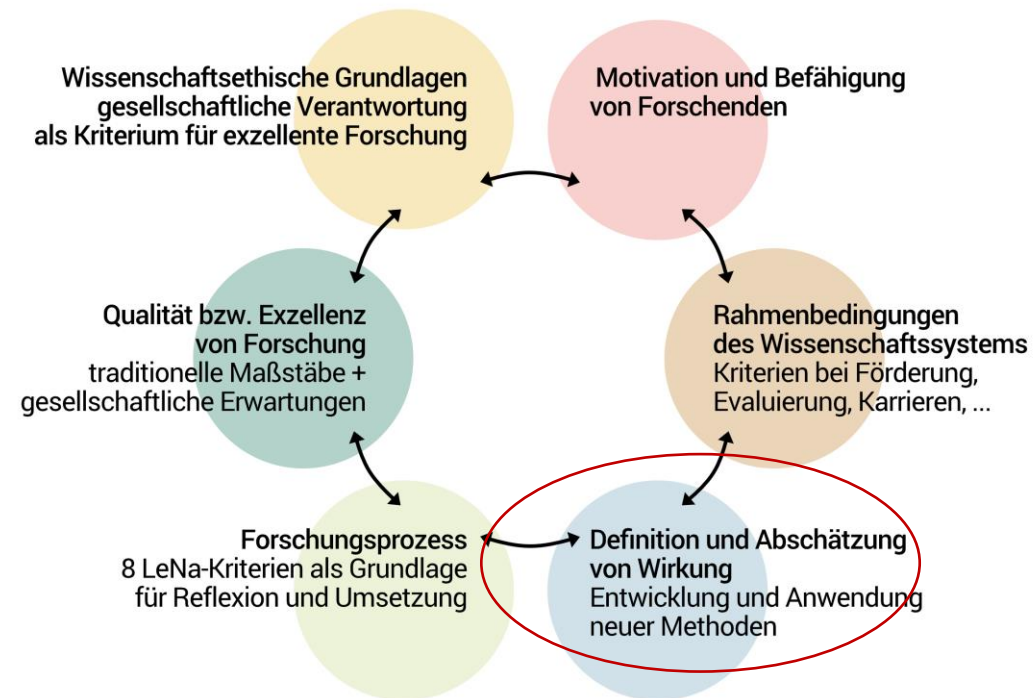 Wissenschaftsethische Grundlagen
gesellschaftliche Verantwortung
als Kriterium für exzellente Forschung
Motivation und Befähigung
von Forschenden
Qualität bzw. Exzellenz
von Forschung
traditionelle Maßstäbe +
gesellschaftliche Erwartungen
Rahmenbedingungen
des Wissenschaftssystems
Kriterien bei Förderung,
Evaluierung, Karrieren, ...
Forschungsprozess
8 LeNa-Kriterien als Grundlage
für Reflexion und Umsetzung
Definition und Abschätzung
von Wirkung
Entwicklung und Anwendung
neuer Methoden